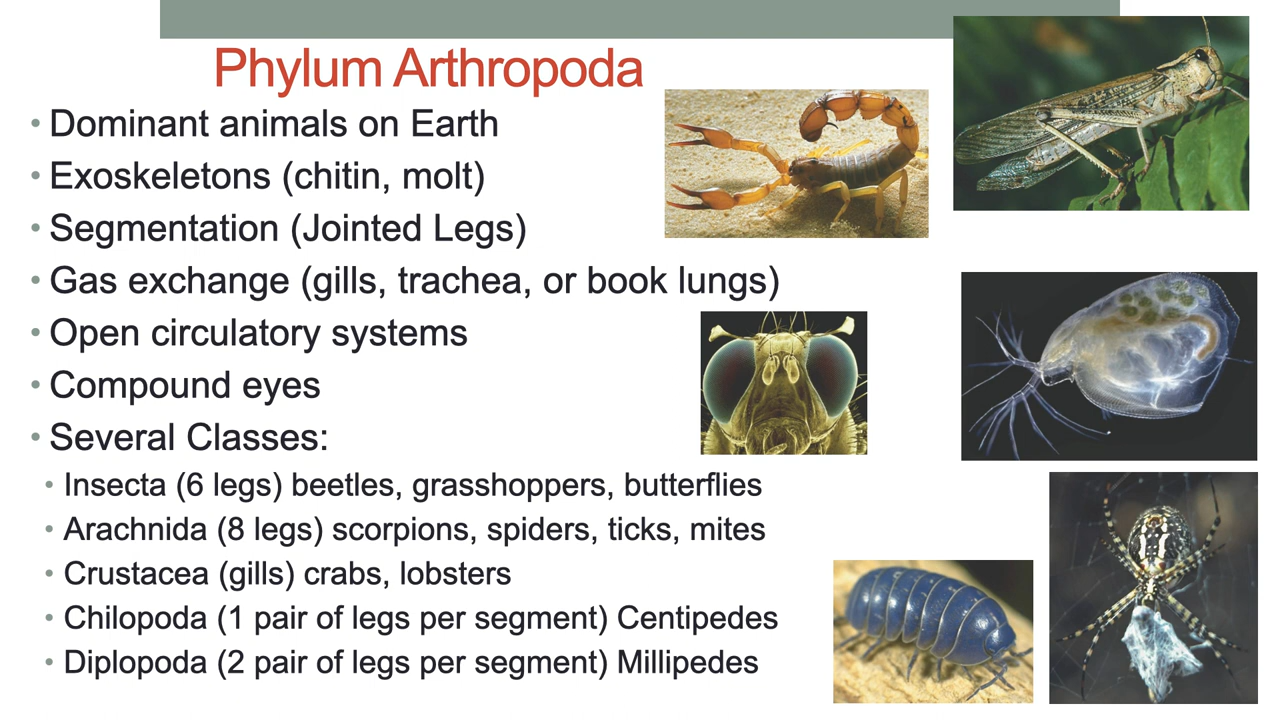 Phylum Arthropoda
• Dominant animals on Earth
• Exoskeletons (chitin, molt)
• Segmentation (Jointed Legs)
• Gas exchange (gills, trachea, or book lungs)
• Open circulatory systems
• Compound eyes
• Several Classes:
• Insecta (6 legs) beetles, grasshoppers, butterflies
• Arachnida (8 legs) scorpions, spiders, ticks, mites
• Crustacea (gills) crabs, lobsters
• Chilopoda (1 pair of legs per segment) Centipedes
• Diplopoda (2 pair of legs per segment) Millipedes